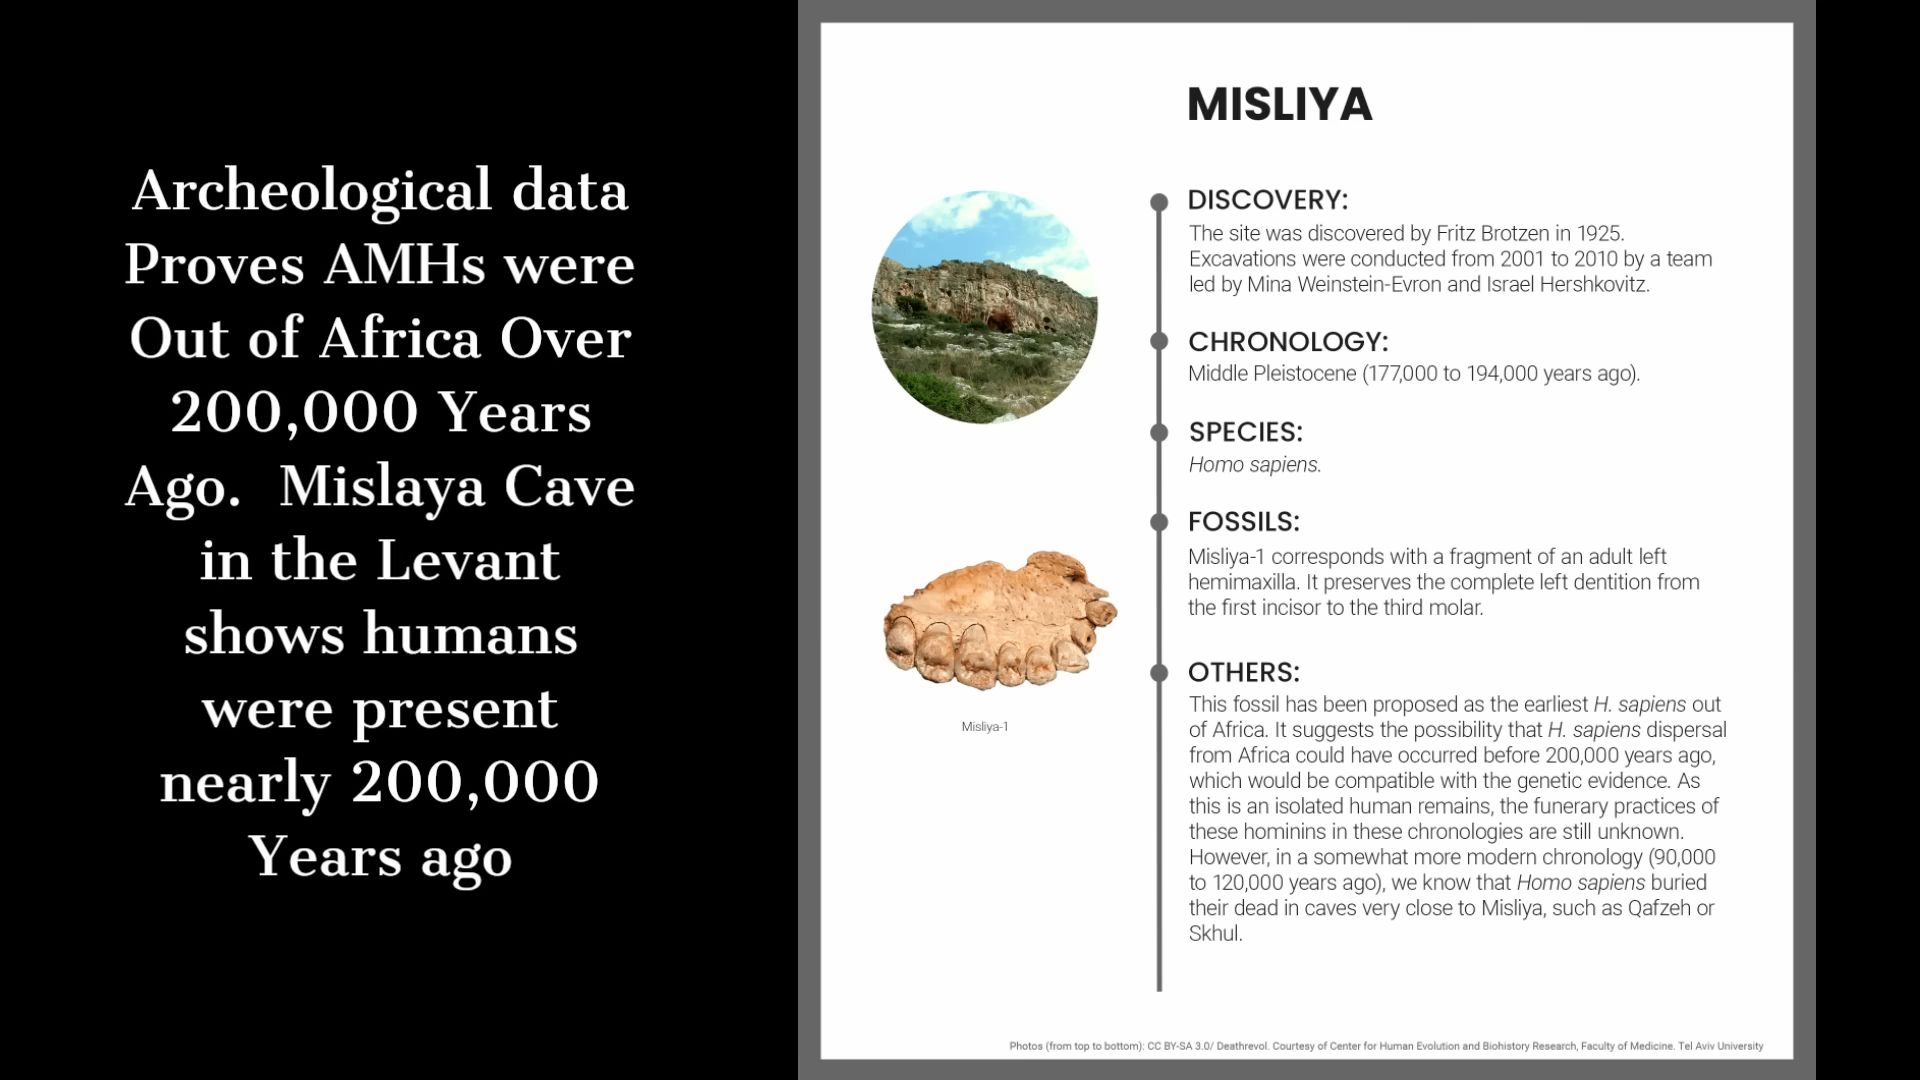 Archeological data
Proves AMHs were
Out of Africa Over
200,000 Years
Ago.  Mislaya Cave
in the Levant
shows humans
were present
nearly 200,000
Years ago
MISLIYA
DISCOVERY:
The site was discovered by Fritz Brotzen in 1925.
Excavations were conducted from 2001 to 2010 by a team
led by Mina Weinstein-Evron and Israel Hershkovitz.
CHRONOLOGY:
Middle Pleistocene (177,000 to 194,000 years ago).
SPECIES:
Homo sapiens.
FOSSILS:
Misliya-1 corresponds with a fragment of an adult left
hemimaxilla. It preserves the complete left dentition from
the first incisor to the third molar.
Misliya-1
OTHERS:
This fossil has been proposed as the earliest H. sapiens out
of Africa. It suggests the possibility that H. sapiens dispersal
from Africa could have occurred before 200,000 years ago,
which would be compatible with the genetic evidence. As
this is an isolated human remains, the funerary practices of
these hominins in these chronologies are still unknown.
However, in a somewhat more modern chronology (90,000
to 120,000 years ago), we know that Homo sapiens buried
their dead in caves very close to Misliya, such as Qafzeh or
Skhul.
Photos (from top to bottom): CC BY-SA 3.0/ Deathrevol. Courtesy of Center for Human Evolution and Biohistory Research, Faculty of Medicine. Tel Aviv University